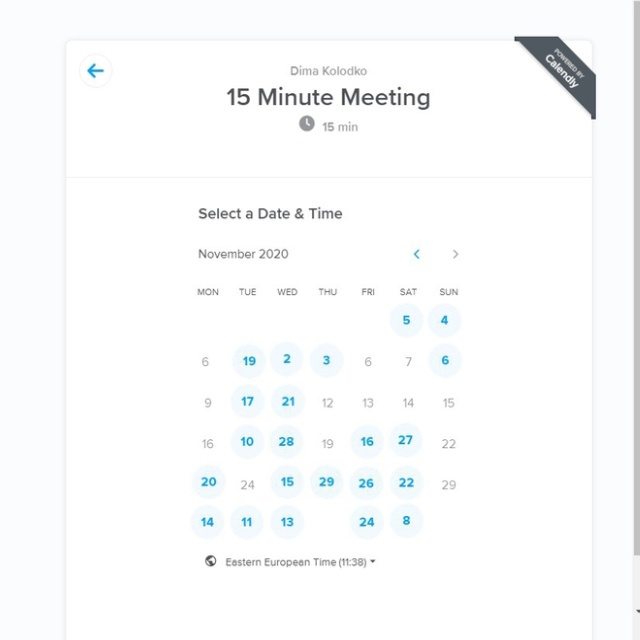 Dima Kolodko
15 Minute Meeting
15 min
POWERED BY
Calendly
Select a Date & Time
November 2020
MON TUE WED THU FRI SAT SUN
5 4
6 19 2 3 6 7 6
9 17 21 12 13 14 15
16 10 28 19 16 27 22
20 24 15 29 26 22 29
14 11 13 24 8
Eastern European Time (11:38)